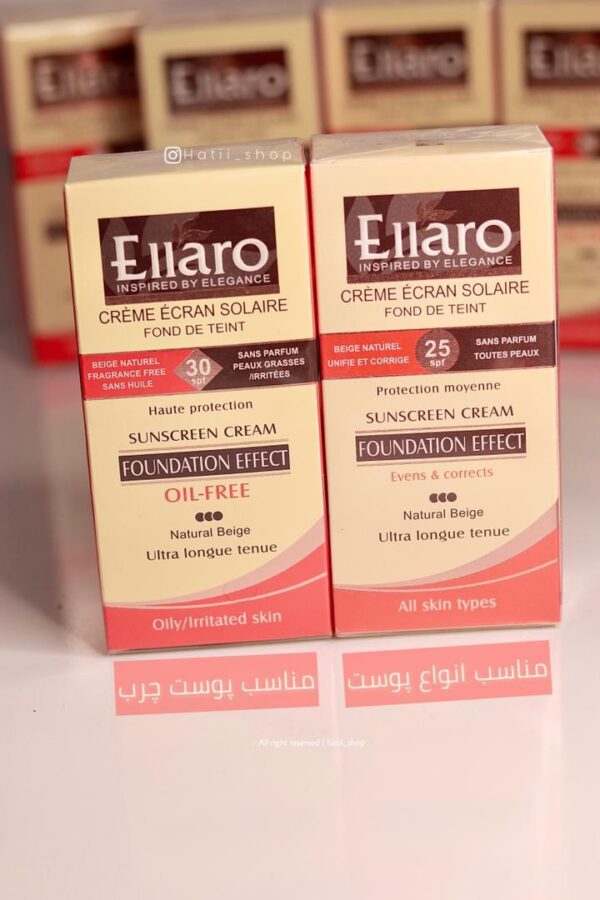 Ellaro
Ellaro
Ellaro
Ellaro
Hatii_shop
Ellaro
INSPIRED BY ELEGANCE
CRÈME ÉCRAN SOLAIRE
FOND DE TEINT
BEIGE NATUREL
FRAGRANCE FREE
SANS HUILE
30
spf
SANS PARFUM
PEAUX GRASSES
/IRRITÉES
Haute protection
SUNSCREEN CREAM
FOUNDATION EFFECT
OIL-FREE
Natural Beige
Ultra longue tenue
Oily/Irritated skin
Ellaro
INSPIRED BY ELEGANCE
CRÈME ÉCRAN SOLAIRE
FOND DE TEINT
BEIGE NATUREL
UNIFIE ET CORRIGE
25
spf
SANS PARFUM
TOUTES PEAUX
Protection moyenne
SUNSCREEN CREAM
FOUNDATION EFFECT
Evens & corrects
Natural Beige
Ultra longue tenue
All skin types
مناسب پوست چرب
مناسب انواع پوست
All right reserved | hatii_shop